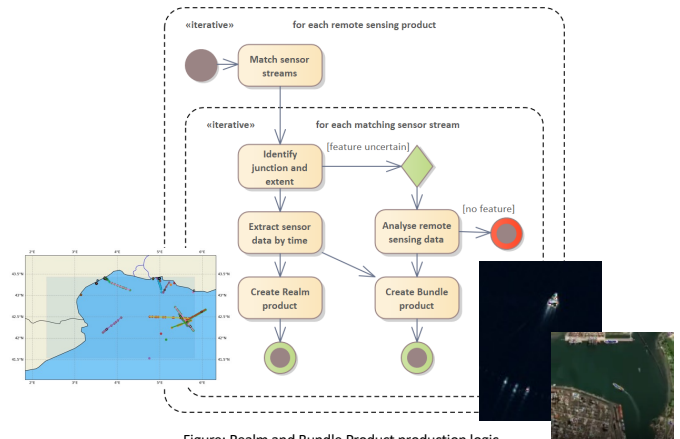 «iterative» for each remote sensing product
Match sensor
streams
«iterative» for each matching sensor stream
[feature uncertain]
Identify
junction and
extent
[no feature]
Extract sensor
data by time
Analyse remote
sensing data
Create Realm
product
Create Bundle
product
Figure: Realm and Bundle Product production logic